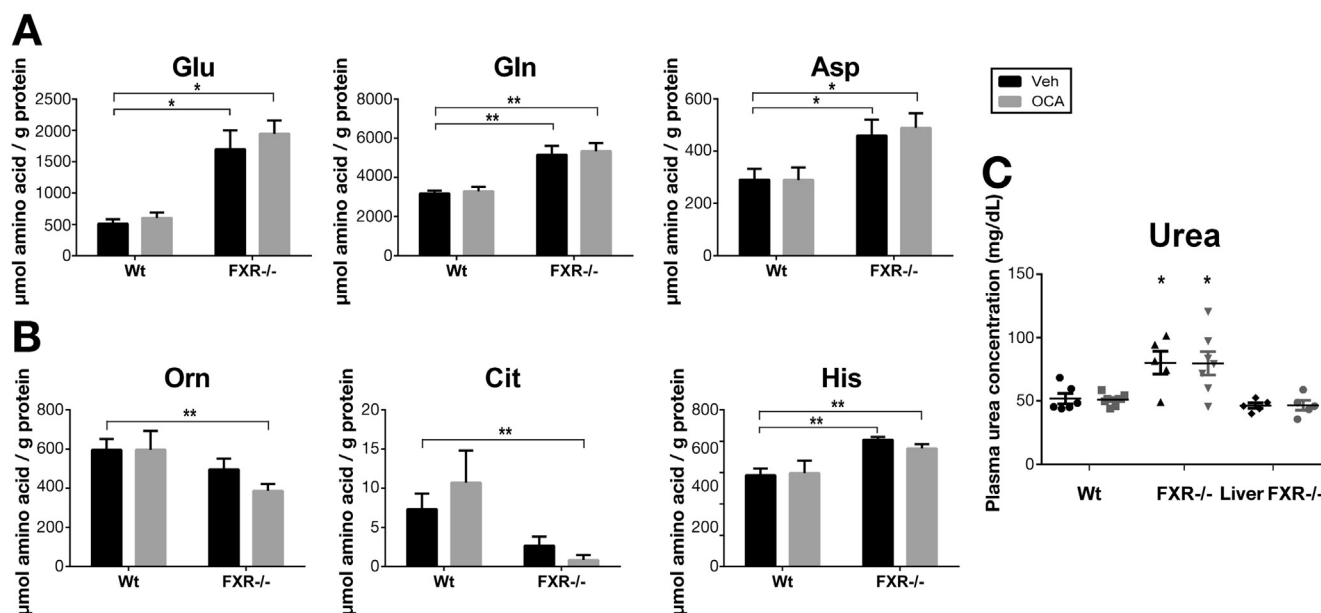 A
Glu
Gln
Asp
Veh
OCA
µmol amino acid / g protein
2500
2000
1500
1000
500
0
*
*
Wt
FXR-/-
µmol amino acid / g protein
8000
6000
4000
2000
0
**
**
Wt
FXR-/-
µmol amino acid / g protein
600
400
200
0
*
*
Wt
FXR-/-
B
Orn
Cit
His
µmol amino acid / g protein
800
600
400
200
0
**
Wt
FXR-/-
µmol amino acid / g protein
20
15
10
5
0
**
Wt
FXR-/-
µmol amino acid / g protein
800
600
400
200
0
**
**
Wt
FXR-/-
C
Urea
Plasma urea concentration (mg/dL)
150
100
50
0
*
*
Wt
FXR-/-
Liver FXR-/-